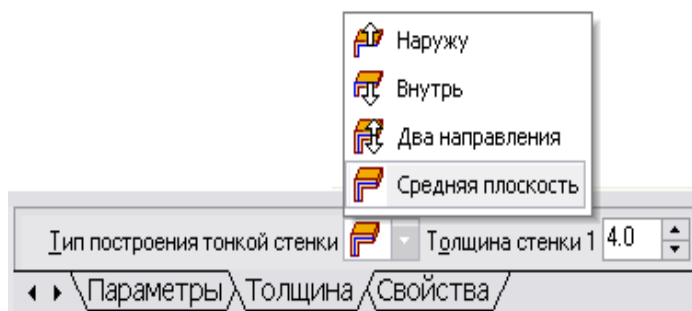 Наружу
Внутрь
Два направления
Средняя плоскость
Тип построения тонкой стенки Толщина стенки 1 4.0
Параметры Толщина Свойства